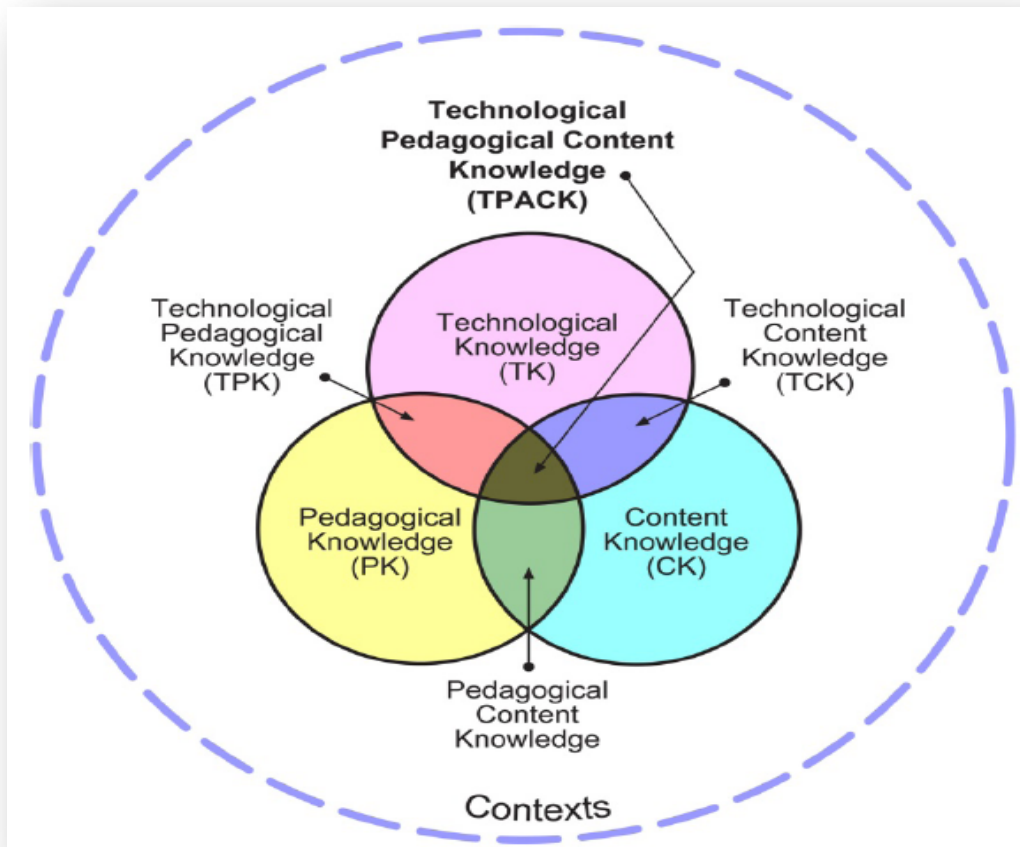 Technological
Pedagogical Content
Knowledge
(TPACK)
Technological
Pedagogical
Knowledge
(TPK)
Technological
Knowledge
(TK)
Technological
Content
Knowledge
(TCK)
Pedagogical
Knowledge
(PK)
Content
Knowledge
(CK)
Pedagogical
Content
Knowledge
Contexts